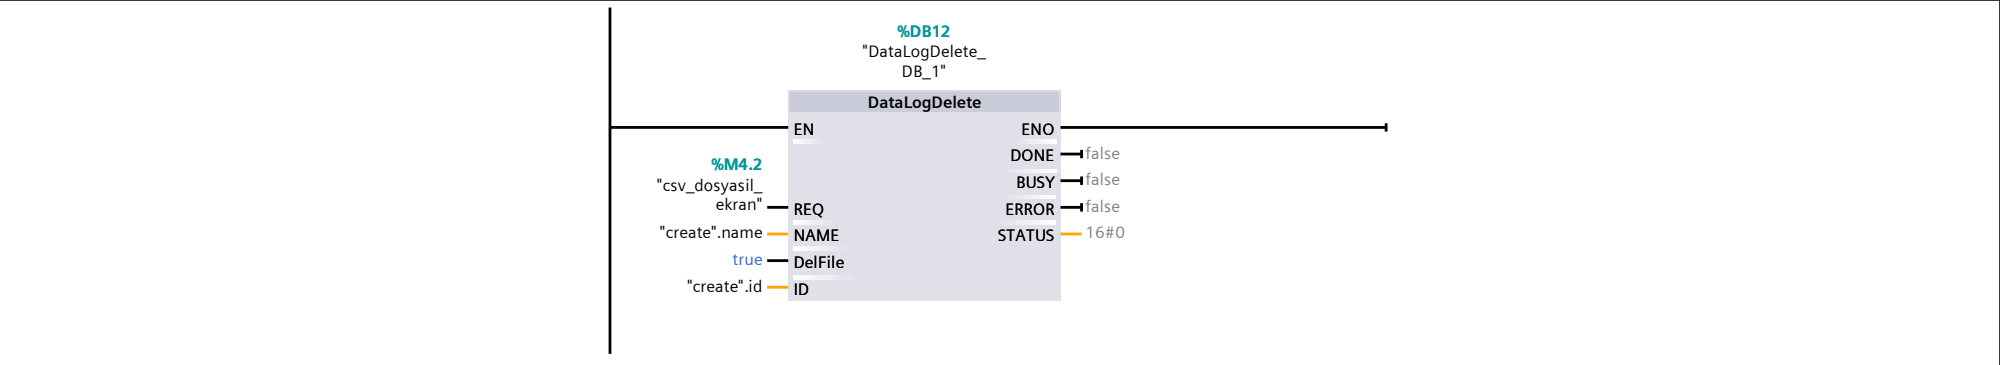 %DB12
"DataLogDelete_
DB_1"
DataLogDelete
EN
ENO
DONE
false
%M4.2
BUSY
false
"csv_dosyasil_
ekran"
REQ
ERROR
false
"create".name
NAME
STATUS
16#0
true
DelFile
"create".id
ID